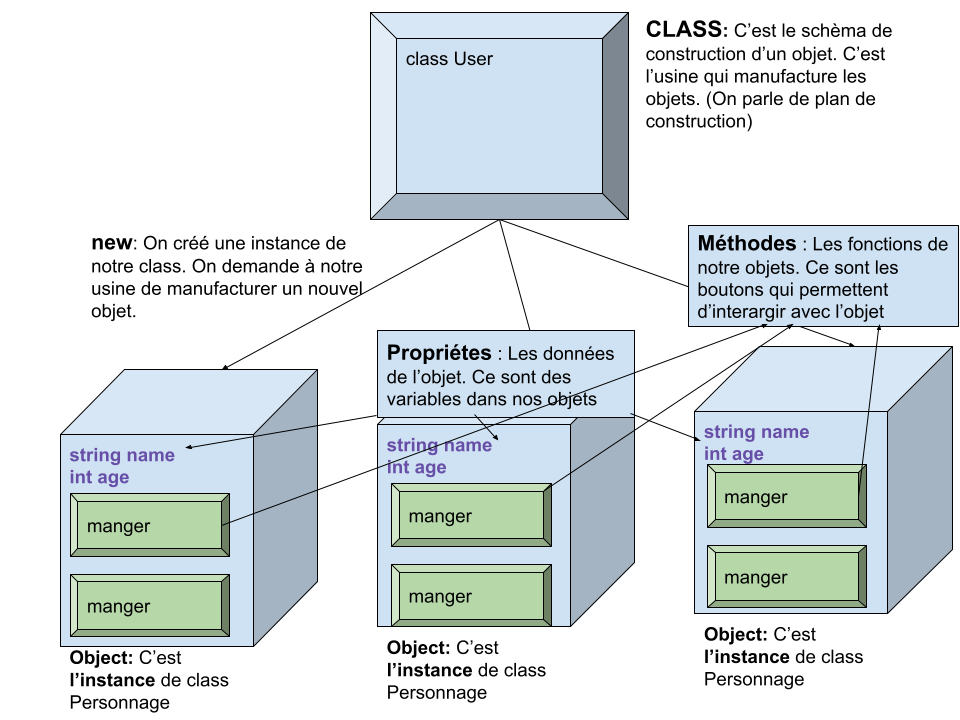 class User
CLASS: C’est le schèma de
construction d’un objet. C’est
l’usine qui manufacture les
objets. (On parle de plan de
construction)
new: On créé une instance de
notre class. On demande à notre
usine de manufacturer un nouvel
objet.
Méthodes : Les fonctions de
notre objets. Ce sont les
boutons qui permettent
d’interargir avec l’objet
Propriétes : Les données
de l’objet. Ce sont des
variables dans nos objets
string name
int age
manger
manger
Object: C’est
l’instance de class
Personnage
string name
int age
manger
manger
Object: C’est
l’instance de class
Personnage
string name
int age
manger
manger
Object: C’est
l’instance de class
Personnage